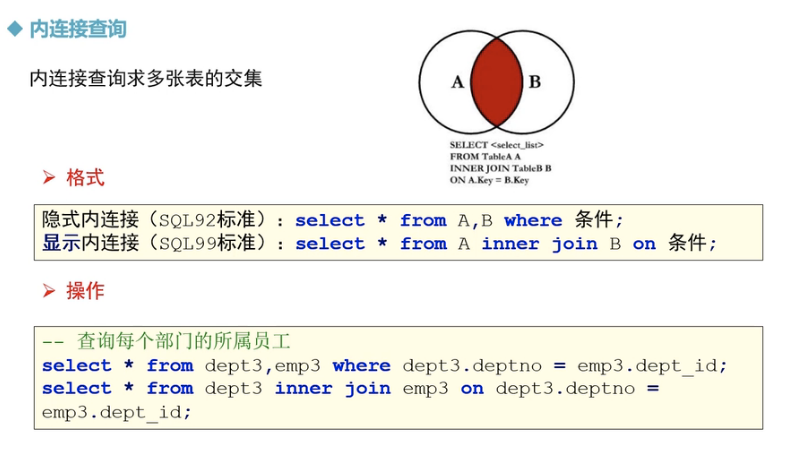 内连接查询
内连接查询求多张表的交集
A B
SELECT <select_list>
FROM TableA A
INNER JOIN TableB B
ON A.Key = B.Key
格式
隐式内连接（SQL92标准）：select * from A,B where 条件;
显示内连接（SQL99标准）：select * from A inner join B on 条件;
操作
-- 查询每个部门的所属员工
select * from dept3,emp3 where dept3.deptno = emp3.dept_id;
select * from dept3 inner join emp3 on dept3.deptno =
emp3.dept_id;